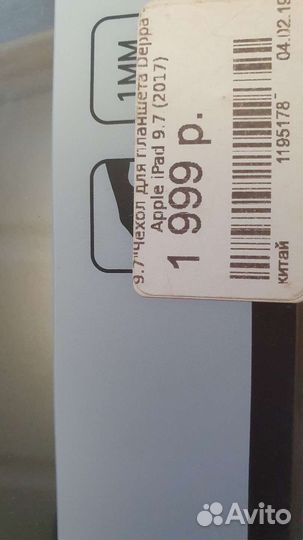 1MM
9.7"Чехол для планшета Deppa
Apple iPad 9.7 (2017)
1 999 р.
1195178-
04.02.19
китай
Avito